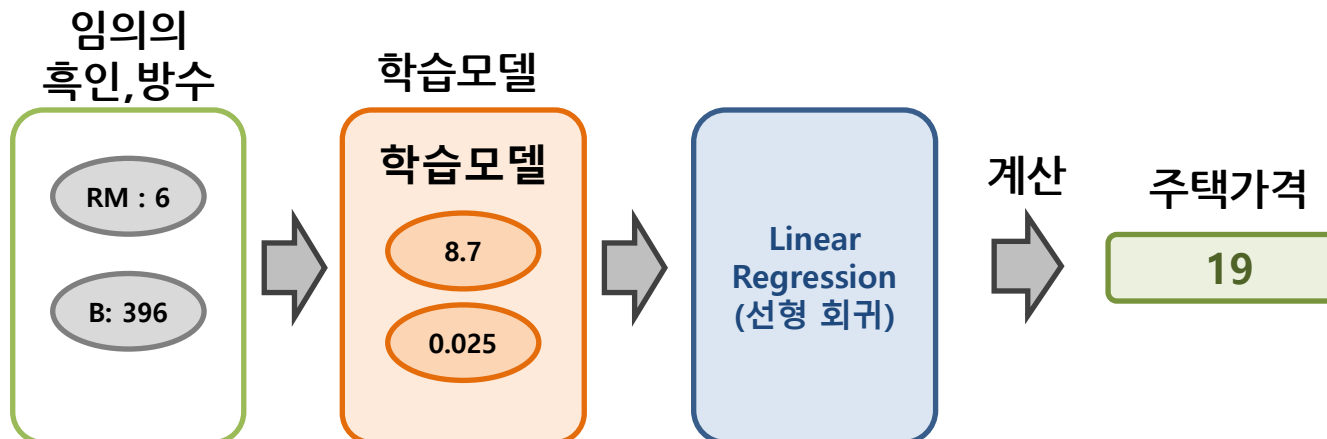 임의의
흑인,방수
RM : 6
B: 396
학습모델
학습모델
8.7
0.025
Linear
Regression
(선형 회귀)
계산
주택가격
19